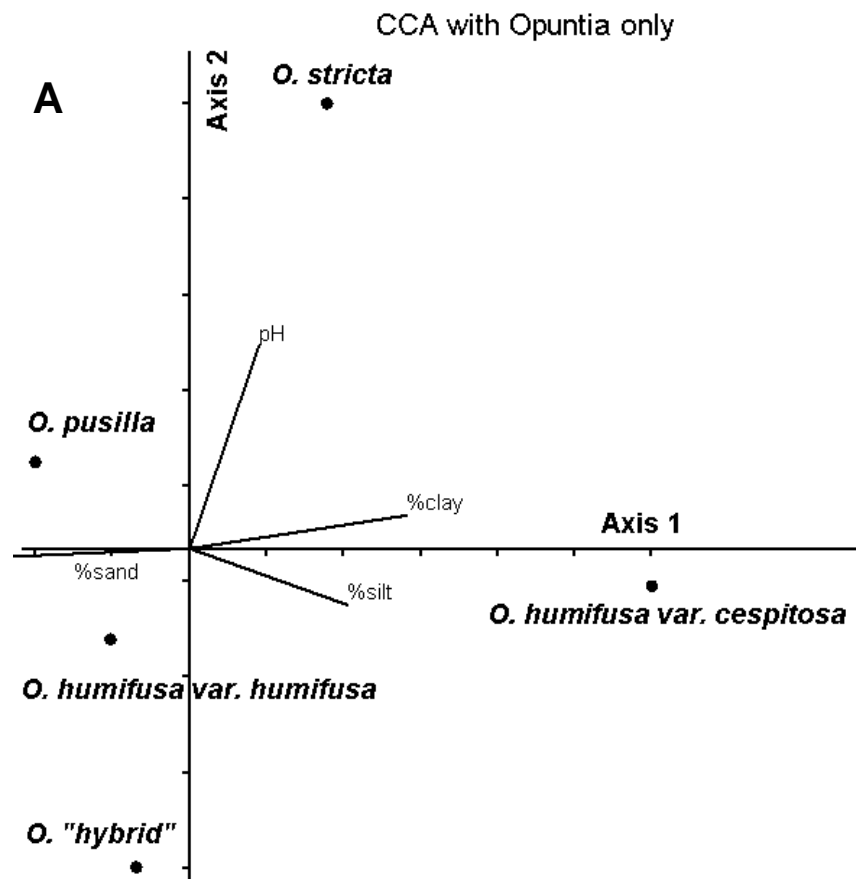 CCA with Opuntia only
A
Axis 2
O. stricta
pH
O. pusilla
%clay
Axis 1
%sand
%silt
O. humifusa var. cespitosa
O. humifusa var. humifusa
O. "hybrid"